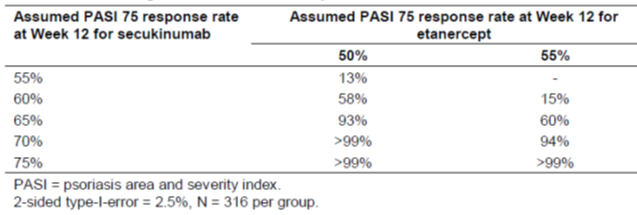 Assumed PASI 75 response rate Assumed PASI 75 response rate at Week 12 for
at Week 12 for secukinumab etanercept
50% 55%
55% 13% -
60% 58% 15%
65% 93% 60%
70% >99% 94%
75% >99% >99%
PASI = psoriasis area and severity index.
2-sided type-I-error = 2.5%, N = 316 per group.